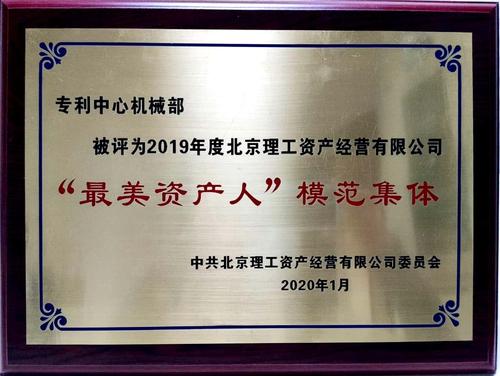 专利中心机械部
被评为2019年度北京理工资产经营有限公司
“最美资产人”模范集体
中共北京理工资产经营有限公司委员会
2020年1月